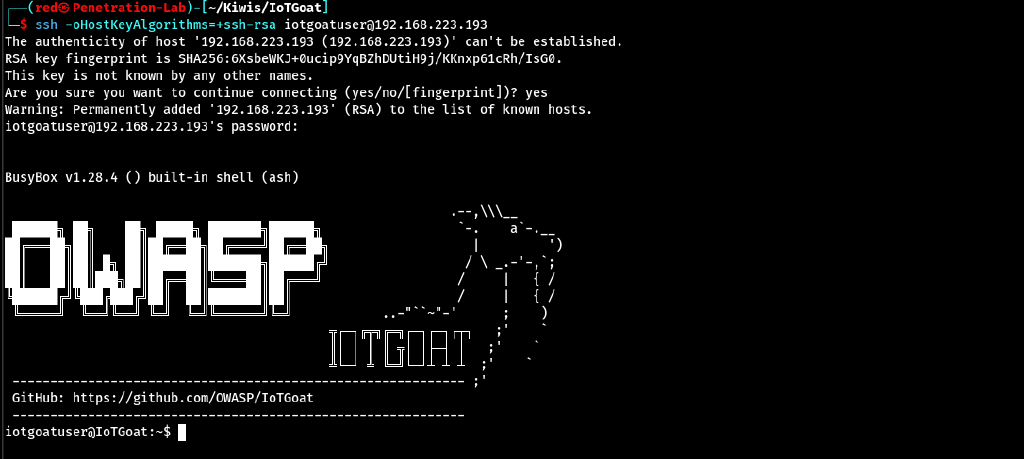 (red㉿Penetration-Lab)-[~/Kiwis/IoTGoat]
$ ssh -oHostKeyAlgorithms=+ssh-rsa iotgoatuser@192.168.223.193
The authenticity of host '192.168.223.193 (192.168.223.193)' can't be established.
RSA key fingerprint is SHA256:6XsbeWKJ+0ucip9YqBZhDUtiH9j/KKnxp61cRh/IsG0.
This key is not known by any other names.
Are you sure you want to continue connecting (yes/no/[fingerprint])? yes
Warning: Permanently added '192.168.223.193' (RSA) to the list of known hosts.
iotgoatuser@192.168.223.193's password:
BusyBox v1.28.4 () built-in shell (ash)
OWASP
IOTGOAT
GitHub: https://github.com/OWASP/IoTGoat
iotgoatuser@IoTGoat:~$